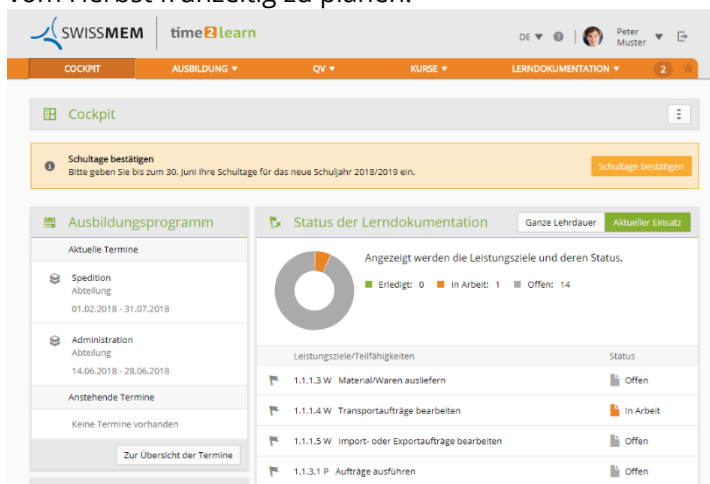 vom Herbst frühzeitig zu planen.
SWISSMEM time2learn DE Peter Muster
COCKPIT AUSBILDUNG QV KURSE LERNDOKUMENTATION 2
Cockpit
Schultage bestätigen
Bitte geben Sie bis zum 30. Juni Ihre Schultage für das neue Schuljahr 2018/2019 ein.
Schultage bestätigen
Ausbildungsprogramm
Aktuelle Termine
Spedition
Abteilung
01.02.2018 - 31.07.2018
Administration
Abteilung
14.06.2018 - 28.06.2018
Anstehende Termine
Keine Termine vorhanden
Zur Übersicht der Termine
Status der Lerndokumentation
Ganze Lehrdauer Aktueller Einsatz
Angezeigt werden die Leistungsziele und deren Status.
Erledigt: 0 In Arbeit: 1 Offen: 14
Leistungsziele/Teilfähigkeiten Status
1.1.1.3 W Material/Waren ausliefern Offen
1.1.1.4 W Transportaufträge bearbeiten In Arbeit
1.1.1.5 W Import- oder Exportaufträge bearbeiten Offen
1.1.3.1 P Aufträge ausführen Offen